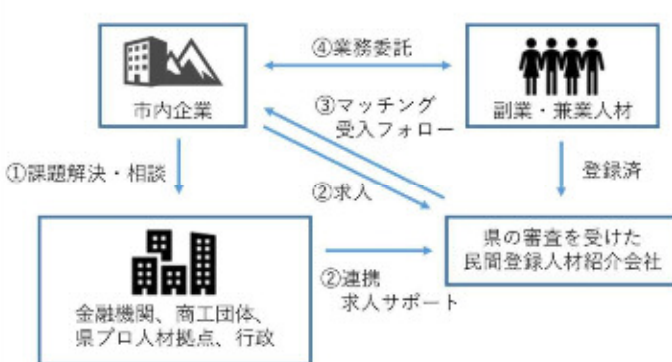 ④業務委託
市内企業
③マッチング
受入フォロー
副業・兼業人材
①課題解決・相談
②求人
登録済
県の審査を受けた
民間登録人材紹介会社
②連携
求人サポート
金融機関、商工団体、
県プロ人材拠点、行政